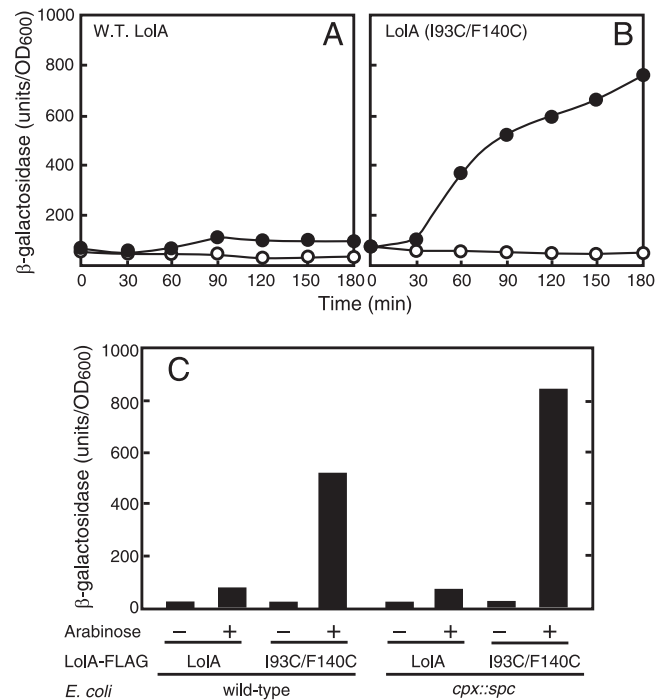 1000
800
600
400
200
β-galactosidase (units/OD600)
W.T. LolA
A
LolA (I93C/F140C)
B
0 30 60 90 120 150 180
0 30 60 90 120 150 180
Time (min)
1000
800
600
400
200
0
β-galactosidase (units/OD600)
C
Arabinose − + − + − + − +
LolA-FLAG LolA I93C/F140C LolA I93C/F140C
E. coli wild-type cpx::spc